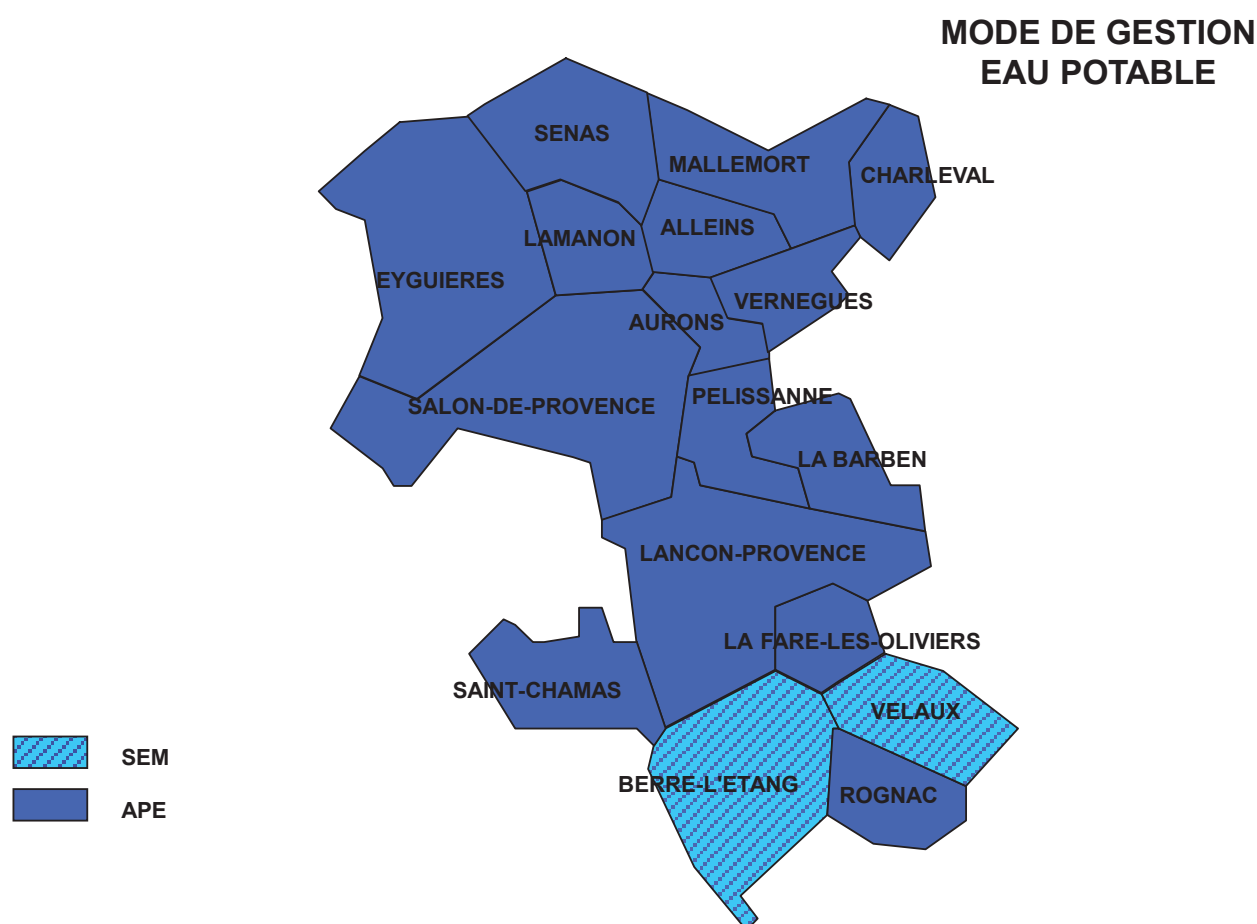 MODE DE GESTION
EAU POTABLE
SENAS
MALLEMORT
CHARLEVAL
ALLEINS
LAMANON
EYGUIERES
VERNEGUES
AURONS
PELISSANNE
SALON-DE-PROVENCE
LA BARBEN
LANCON-PROVENCE
LA FARE-LES-OLIVIERS
SAINT-CHAMAS
VELAUX
BERRE-L'ETANG
ROGNAC
SEM
APE